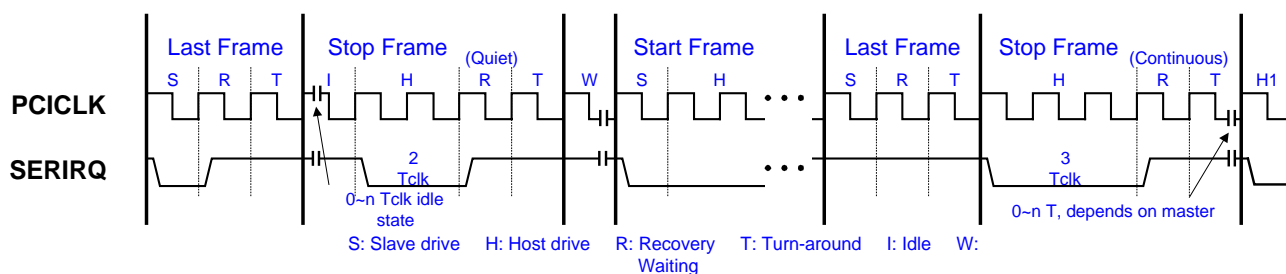 Last Frame Stop Frame Start Frame Last Frame Stop Frame
(Quiet) (Continuous)
S R T I H R T W S H S R T H R T H1
PCICLK
SERIRQ
2 Tclk
3 Tclk
0~n Tclk idle
state
0~n T, depends on master
S: Slave drive H: Host drive R: Recovery T: Turn-around I: Idle W:
Waiting